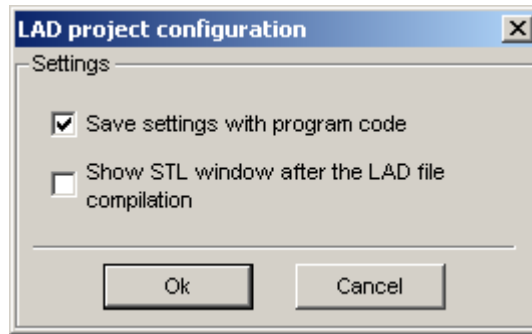 LAD project configuration
Settings
Save settings with program code
Show STL window after the LAD file
compilation
Ok
Cancel